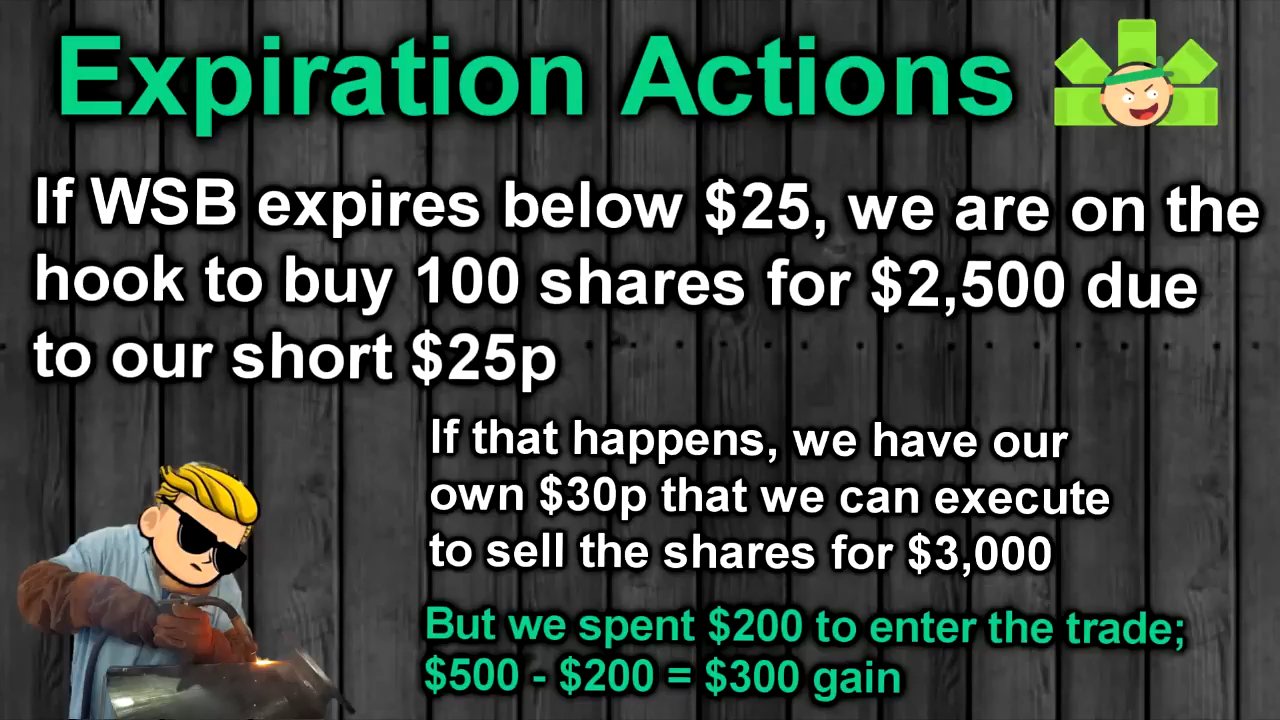 Expiration Actions
If WSB expires below $25, we are on the
hook to buy 100 shares for $2,500 due
to our short $25p
If that happens, we have our
own $30p that we can execute
to sell the shares for $3,000
But we spent $200 to enter the trade;
$500 - $200 = $300 gain